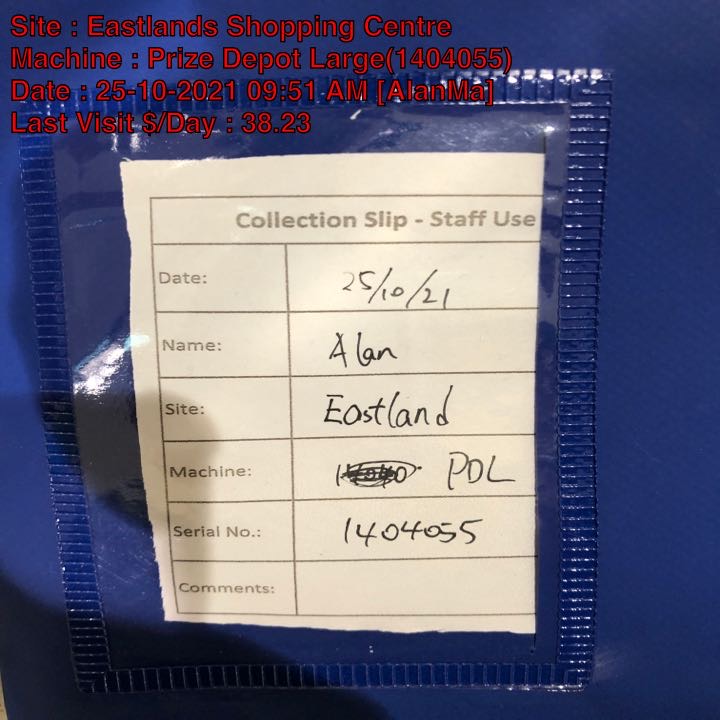 Site : Eastlands Shopping Centre
Machine : Prize Depot Large(1404055)
Date : 25-10-2021 09:51 AM [AlanMa]
Last Visit $/Day : 38.23
Collection Slip - Staff Use
Date: 25/10/21
Name: Alan
Site: Eastland
Machine: PDL
Serial No.: 1404055
Comments: